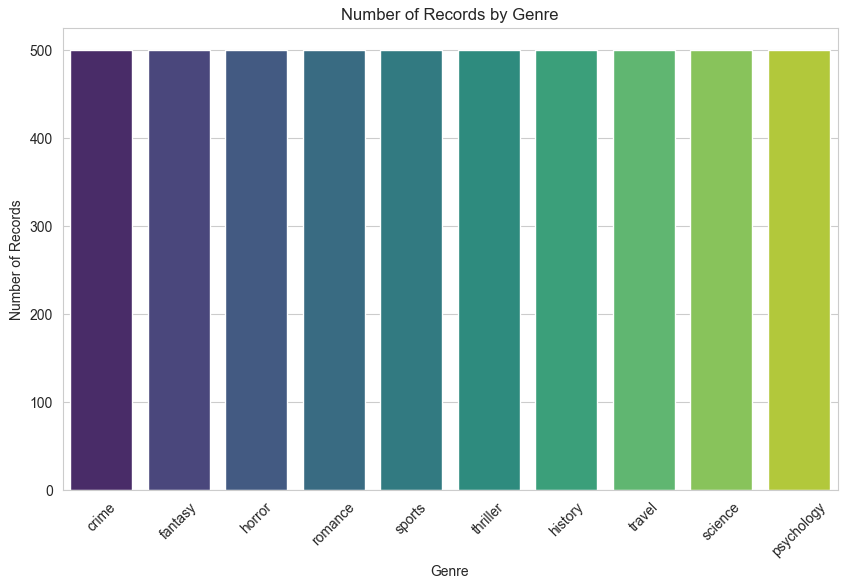 Number of Records by Genre
Number of Records
500
400
300
200
100
0
crime
fantasy
horror
romance
sports
thriller
history
travel
science
psychology
Genre